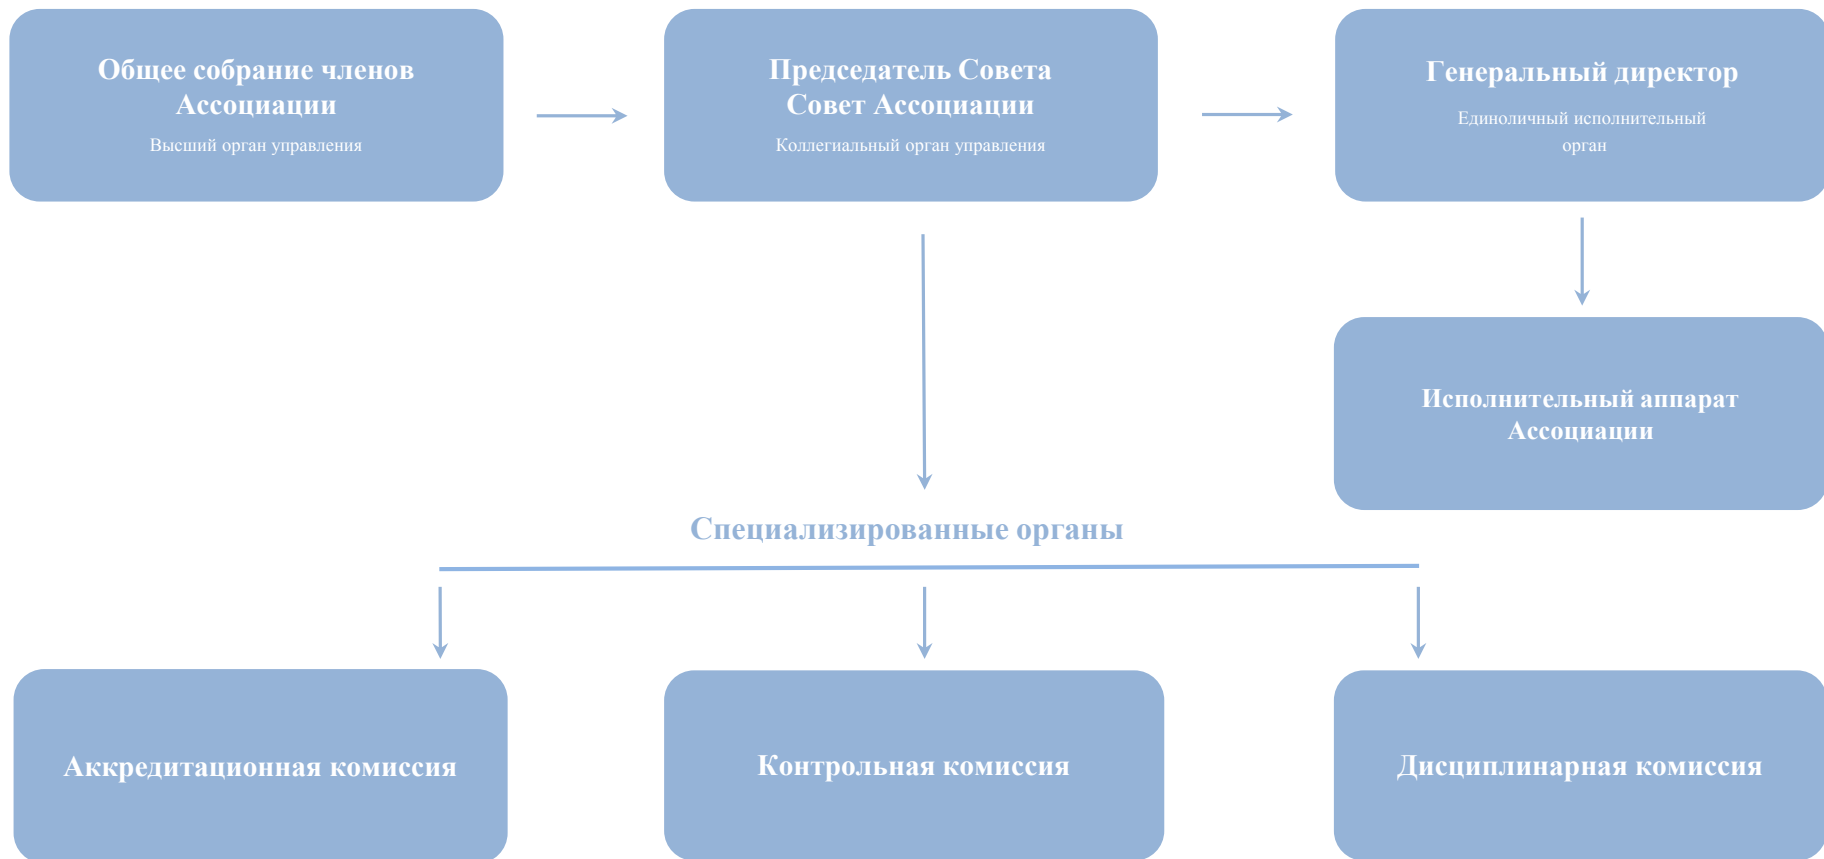 Общее собрание членов
Ассоциации
Высший орган управления
Председатель Совета
Совет Ассоциации
Коллегиальный орган управления
Генеральный директор
Единоличный исполнительный
орган
Исполнительный аппарат
Ассоциации
Специализированные органы
Аккредитационная комиссия
Контрольная комиссия
Дисциплинарная комиссия